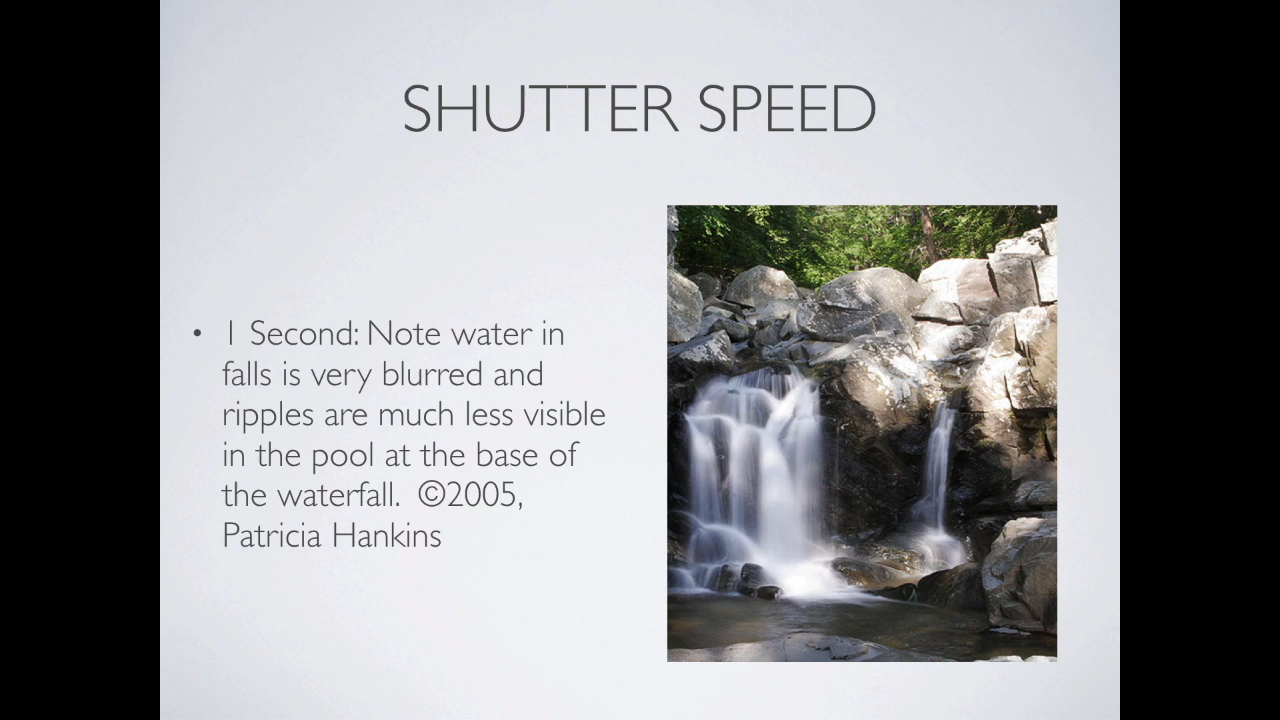 SHUTTER SPEED
• 1 Second: Note water in
falls is very blurred and
ripples are much less visible
in the pool at the base of
the waterfall.  ©2005,
Patricia Hankins